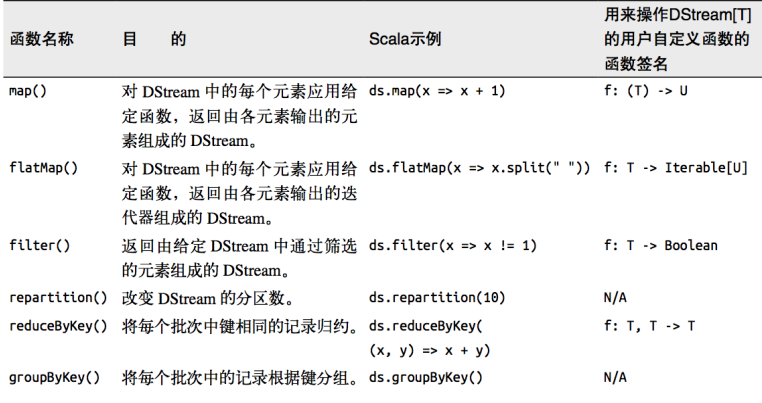 函数名称 目 的 Scala示例 用来操作DStream[T]
的用户自定义函数的
函数签名
map() 对 DStream 中的每个元素应用给 ds.map(x => x + 1) f: (T) -> U
定函数，返回由各元素输出的元
素组成的 DStream。
flatMap() 对 DStream 中的每个元素应用给 ds.flatMap(x => x.split(" ")) f: T -> Iterable[U]
定函数，返回由各元素输出的迭
代器组成的 DStream。
filter() 返回由给定 DStream 中通过筛选 ds.filter(x => x != 1) f: T -> Boolean
的元素组成的 DStream。
repartition() 改变 DStream 的分区数。 ds.repartition(10) N/A
reduceByKey() 将每个批次中键相同的记录归约。 ds.reduceByKey( f: T, T -> T
(x, y) => x + y)
groupByKey() 将每个批次中的记录根据键分组。 ds.groupByKey() N/A